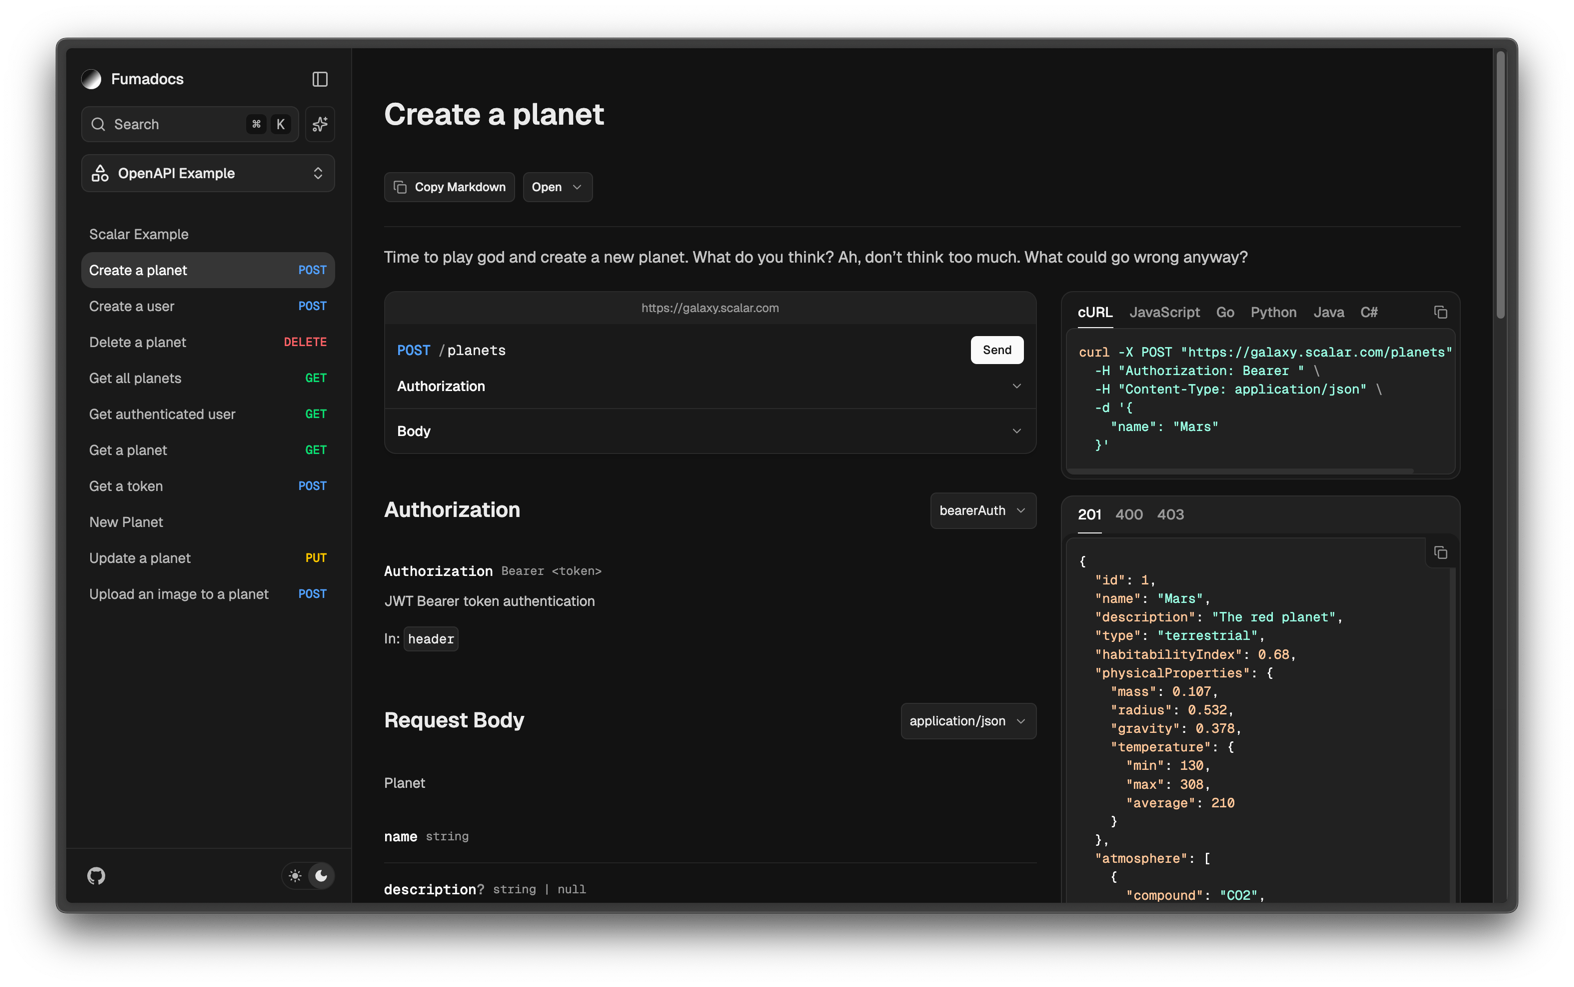 Fumadocs
Search ⌘ K
OpenAPI Example
Scalar Example
Create a planet POST
Create a user POST
Delete a planet DELETE
Get all planets GET
Get authenticated user GET
Get a planet GET
Get a token POST
New Planet
Update a planet PUT
Upload an image to a planet POST
Create a planet
Copy Markdown Open
Time to play god and create a new planet. What do you think? Ah, don’t think too much. What could go wrong anyway?
https://galaxy.scalar.com
POST /planets Send
Authorization
Body
Authorization bearerAuth
Authorization Bearer <token>
JWT Bearer token authentication
In: header
Request Body application/json
Planet
name string
description? string | null
cURL JavaScript Go Python Java C#
curl -X POST "https://galaxy.scalar.com/planets"
-H "Authorization: Bearer " \
-H "Content-Type: application/json" \
-d '{
"name": "Mars"
}'
201 400 403
{
"id": 1,
"name": "Mars",
"description": "The red planet",
"type": "terrestrial",
"habitabilityIndex": 0.68,
"physicalProperties": {
"mass": 0.107,
"radius": 0.532,
"gravity": 0.378,
"temperature": {
"min": 130,
"max": 308,
"average": 210
}
},
"atmosphere": [
{
"compound": "CO2",